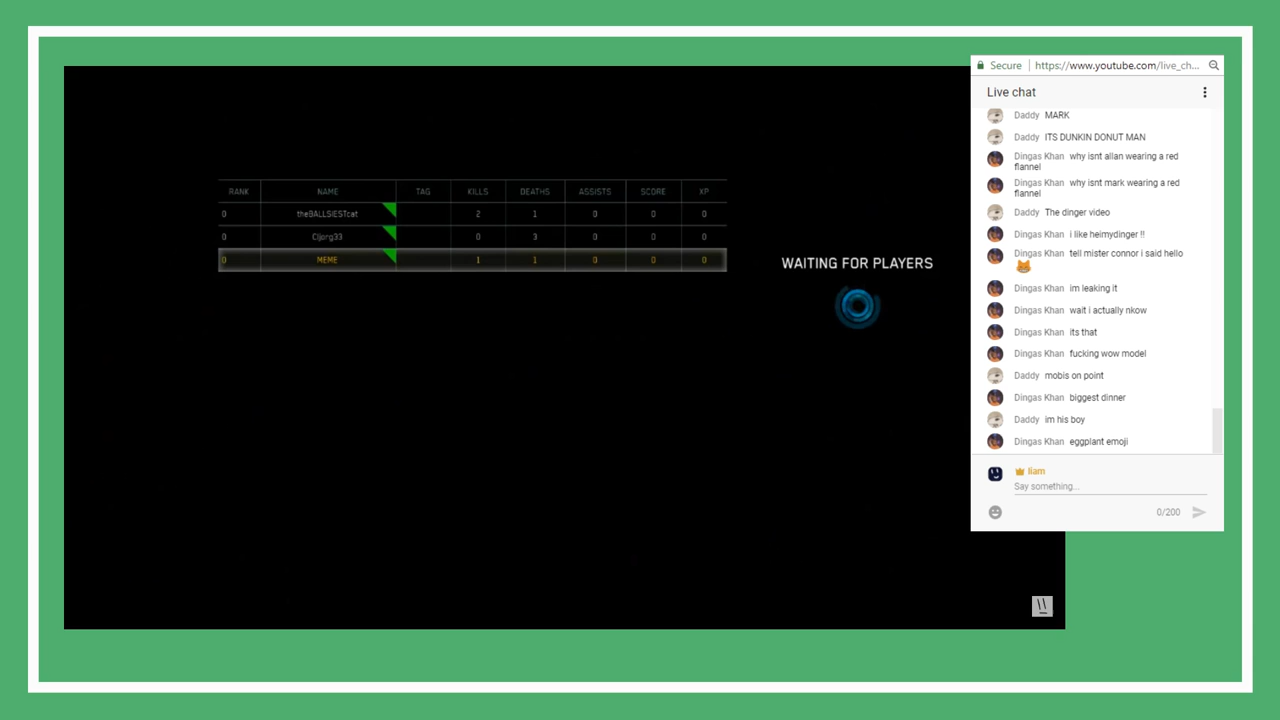 RANK NAME TAG KILLS DEATHS ASSISTS SCORE XP
0 theBALLSIESTcat 2 1 0 0 0
0 Cljorg33 0 3 0 0 0
0 MEME 1 1 0 0 0
WAITING FOR PLAYERS
Secure https://www.youtube.com/live_ch...
Live chat
Daddy MARK
Daddy ITS DUNKIN DONUT MAN
Dingas Khan why isnt allan wearing a red
flannel
Dingas Khan why isnt mark wearing a red
flannel
Daddy The dinger video
Dingas Khan i like heimydinger !!
Dingas Khan tell mister connor i said hello
Dingas Khan im leaking it
Dingas Khan wait i actually nkow
Dingas Khan its that
Dingas Khan fucking wow model
Daddy mobis on point
Dingas Khan biggest dinner
Daddy im his boy
Dingas Khan eggplant emoji
liam
Say something...
0/200